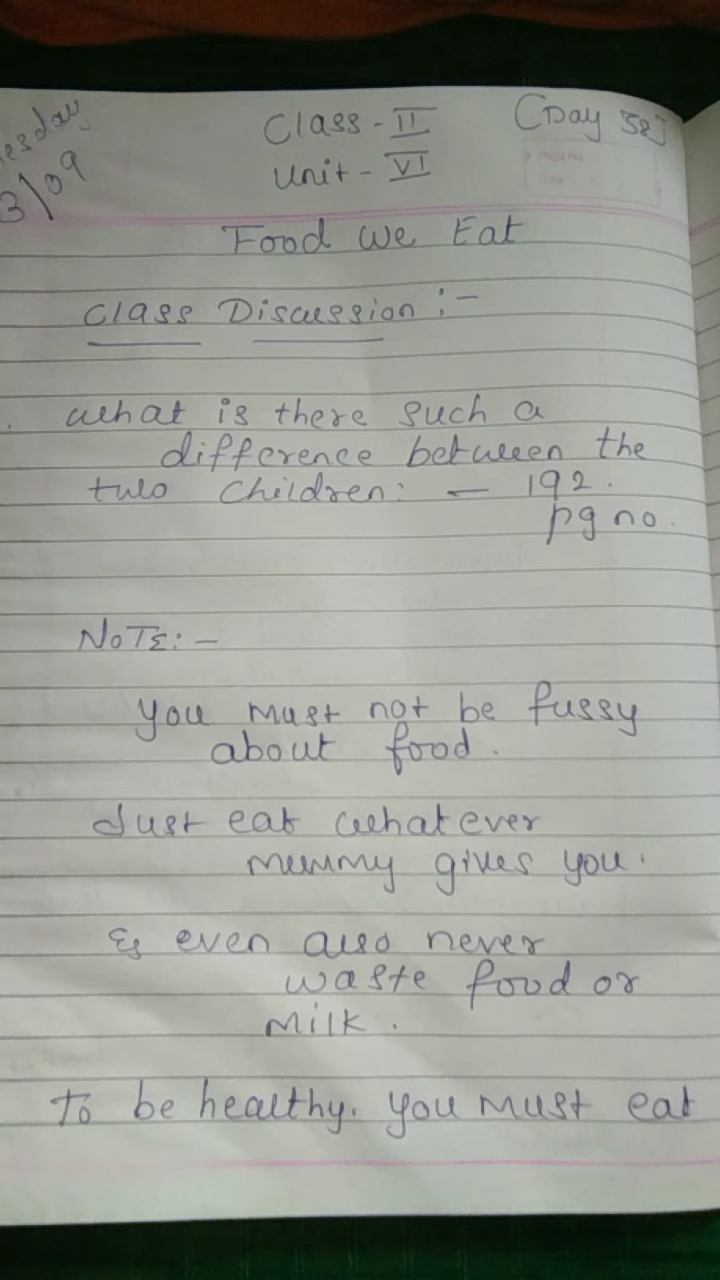 esday
3/09
Class - II
[Day 38]
Unit - VI
Food We Eat
Class Discussion :-
What is there such a
difference between the
two Children: - 192.
pg no.
NOTE: -
You must not be fussy
about food.
Just eat whatever
mummy gives you.
& even also never
waste food or
milk.
To be healthy. You must eat